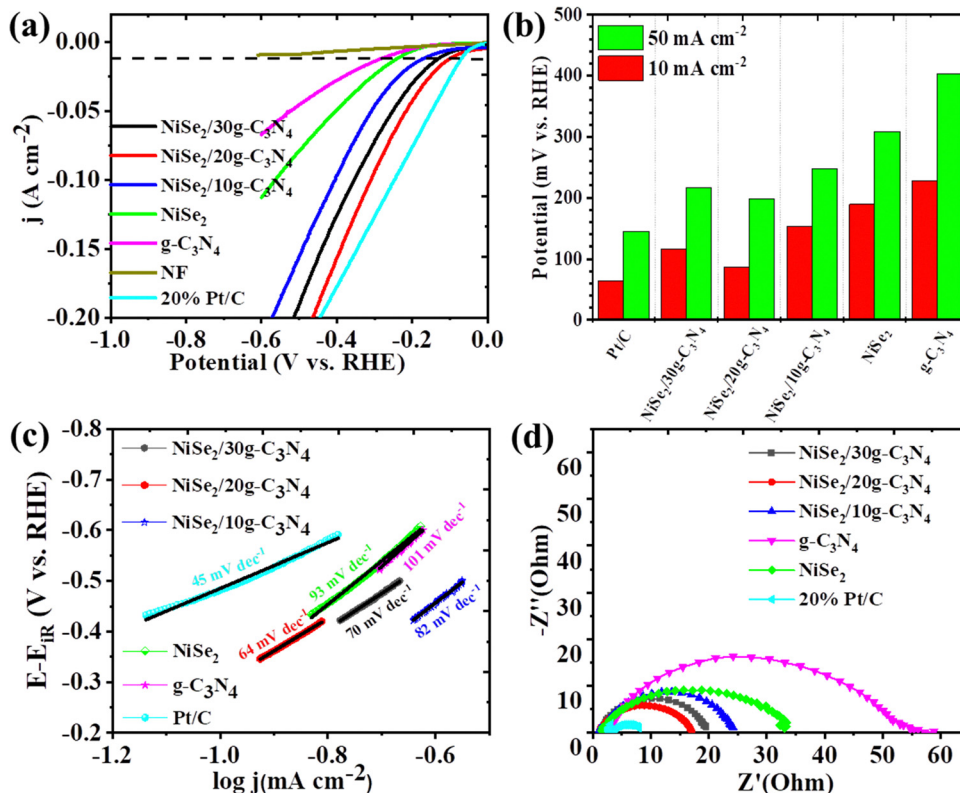 (a)
j (A cm⁻²)
0.00
-0.05
-0.10
-0.15
-0.20
NiSe₂/30g-C₃N₄
NiSe₂/20g-C₃N₄
NiSe₂/10g-C₃N₄
NiSe₂
g-C₃N₄
NF
20% Pt/C
-1.0 -0.8 -0.6 -0.4 -0.2 0.0
Potential (V vs. RHE)
(b)
Potential (mV vs. RHE)
500
400
300
200
100
0
50 mA cm⁻²
10 mA cm⁻²
Pt/C
NiSe₂/30g-C₃N₄
NiSe₂/20g-C₃N₄
NiSe₂/10g-C₃N₄
NiSe₂
g-C₃N₄
(c)
E-E_iR (V vs. RHE)
-0.8
-0.7
-0.6
-0.5
-0.4
-0.3
-0.2
NiSe₂/30g-C₃N₄
NiSe₂/20g-C₃N₄
NiSe₂/10g-C₃N₄
45 mV dec⁻¹
93 mV dec⁻¹
101 mV dec⁻¹
64 mV dec⁻¹
70 mV dec⁻¹
82 mV dec⁻¹
NiSe₂
g-C₃N₄
Pt/C
-1.2 -1.0 -0.8 -0.6
log j(mA cm⁻²)
(d)
-Z''(Ohm)
60
50
40
30
20
10
0
NiSe₂/30g-C₃N₄
NiSe₂/20g-C₃N₄
NiSe₂/10g-C₃N₄
g-C₃N₄
NiSe₂
20% Pt/C
10 20 30 40 50 60
Z'(Ohm)